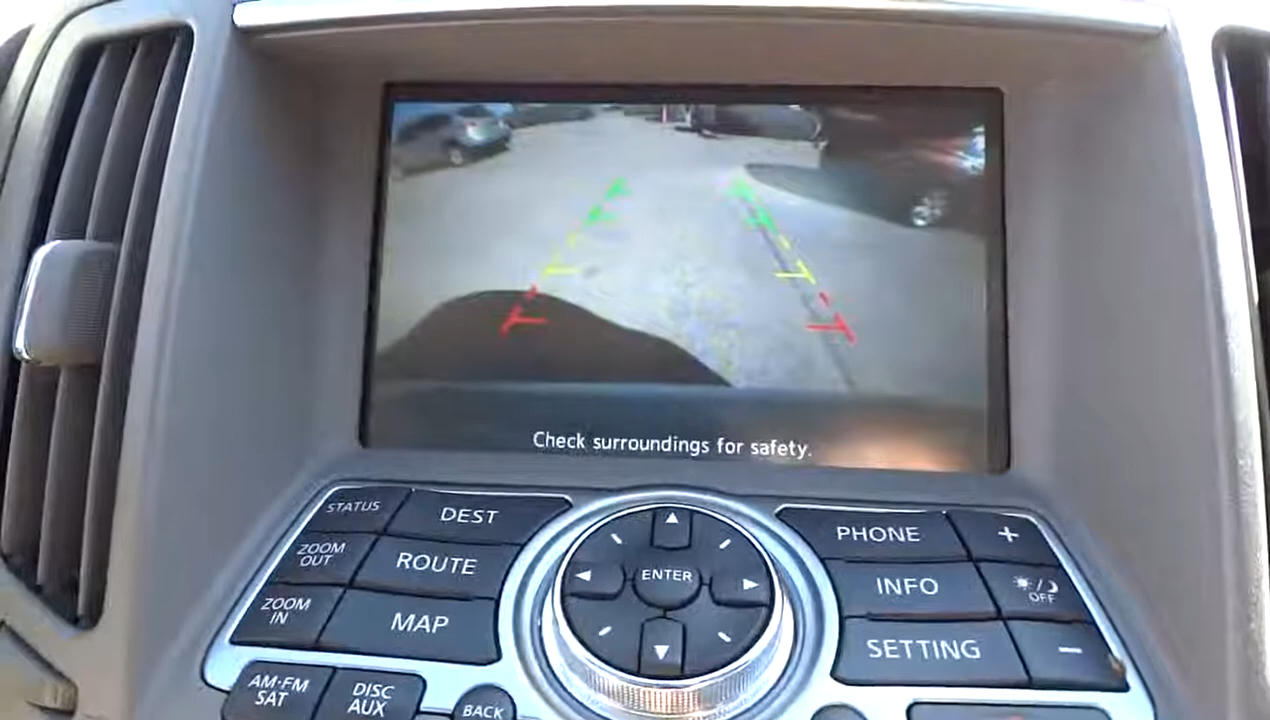 Check surroundings for safety.
STATUS
DEST
PHONE
+
ZOOM
OUT
ROUTE
ENTER
INFO
OFF
ZOOM
IN
MAP
SETTING
-
AM·FM
SAT
DISC
AUX
BACK